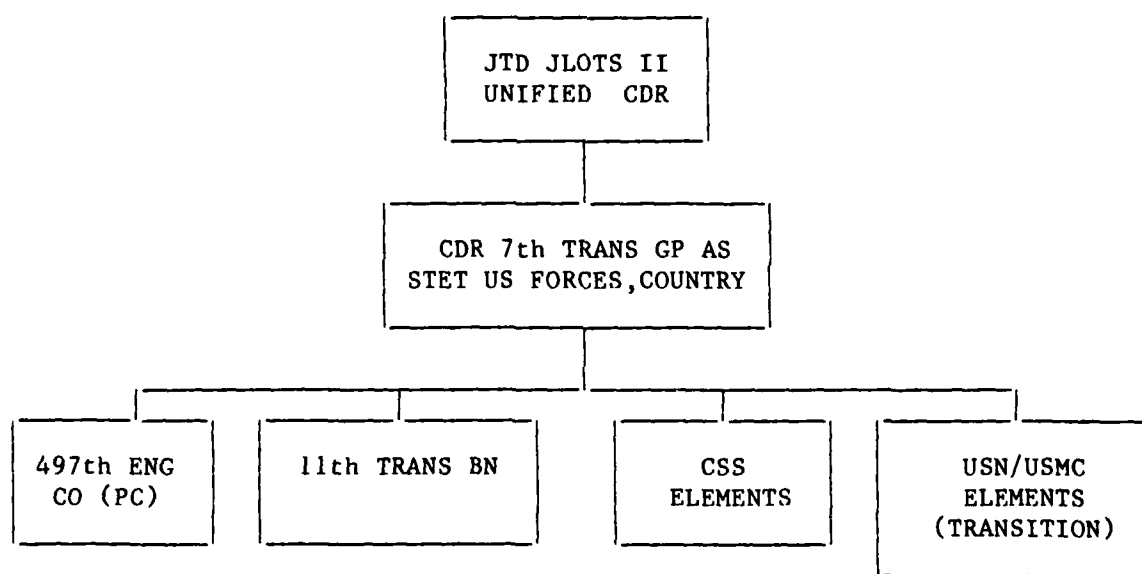 JTD JLOTS II
UNIFIED CDR
CDR 7th TRANS GP AS
STET US FORCES,COUNTRY
497th ENG
CO (PC)
11th TRANS BN
CSS
ELEMENTS
USN/USMC
ELEMENTS
(TRANSITION)